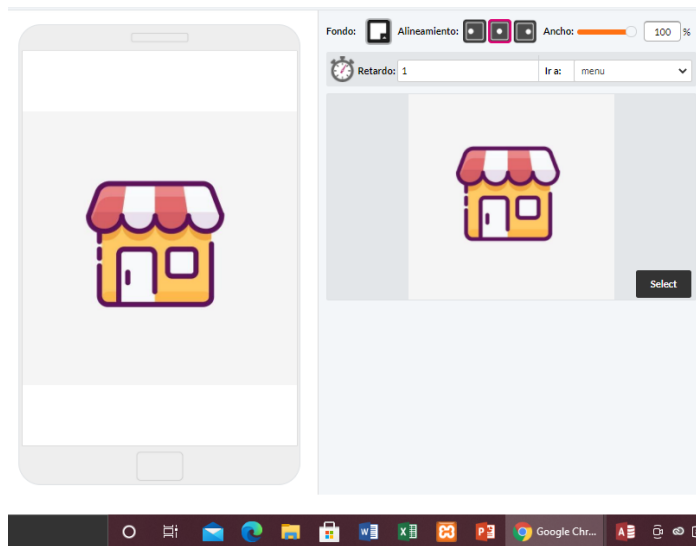 Fondo: Alineamiento: Ancho: 100 %
Retardo: 1 Ir a: menu
Select
Google Chr...